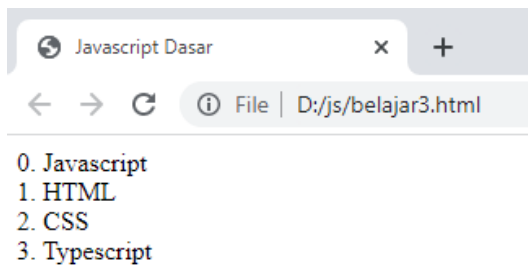 Javascript Dasar
File | D:/js/belajar3.html
0. Javascript
1. HTML
2. CSS
3. Typescript